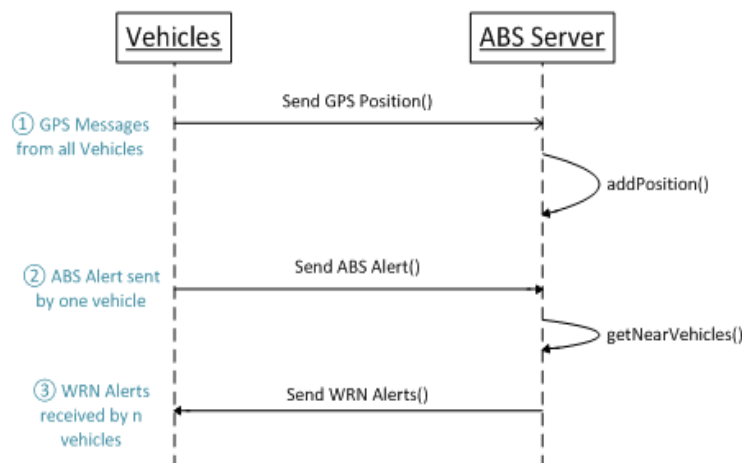 Vehicles
ABS Server
Send GPS Position()
① GPS Messages
from all Vehicles
addPosition()
Send ABS Alert()
② ABS Alert sent
by one vehicle
getNearVehicles()
③ WRN Alerts
received by n
vehicles
Send WRN Alerts()